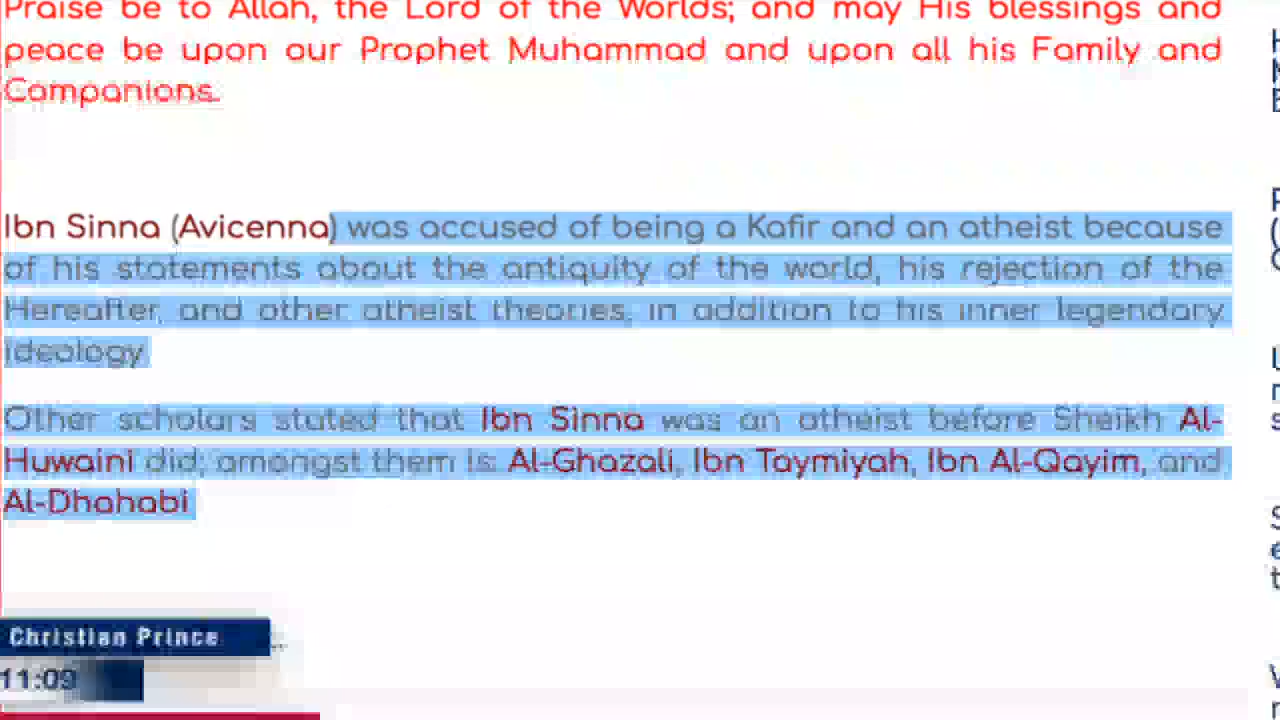 Praise be to Allah, the Lord of the Worlds; and may His blessings and
peace be upon our Prophet Muhammad and upon all his Family and
Companions.
Ibn Sinna (Avicenna) was accused of being a Kafir and an atheist because
of his statements about the antiquity of the world, his rejection of the
Hereafter, and other atheist theories, in addition to his inner legendary
ideology.
Other scholars stated that Ibn Sinna was an atheist before Sheikh Al-
Huwaini did; amongst them is: Al-Ghazali, Ibn Taymiyah, Ibn Al-Qayim, and
Al-Dhahabi.
Christian Prince
11:09